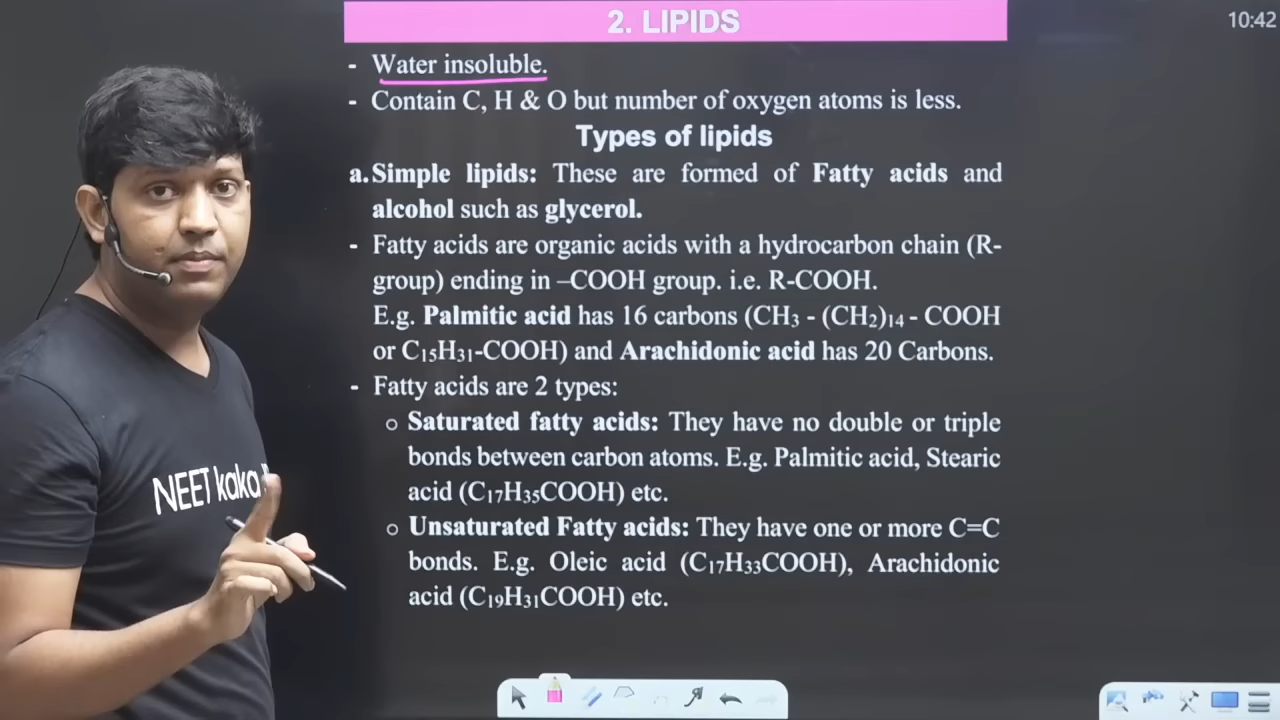 2. LIPIDS
10:42
- Water insoluble.
- Contain C, H & O but number of oxygen atoms is less.
Types of lipids
a. Simple lipids: These are formed of Fatty acids and
alcohol such as glycerol.
- Fatty acids are organic acids with a hydrocarbon chain (R-
group) ending in –COOH group. i.e. R-COOH.
E.g. Palmitic acid has 16 carbons (CH₃ - (CH₂)₁₄ - COOH
or C₁₅H₃₁-COOH) and Arachidonic acid has 20 Carbons.
- Fatty acids are 2 types:
o Saturated fatty acids: They have no double or triple
bonds between carbon atoms. E.g. Palmitic acid, Stearic
acid (C₁₇H₃₅COOH) etc.
o Unsaturated Fatty acids: They have one or more C=C
bonds. E.g. Oleic acid (C₁₇H₃₃COOH), Arachidonic
acid (C₁₉H₃₁COOH) etc.
NEET kaka